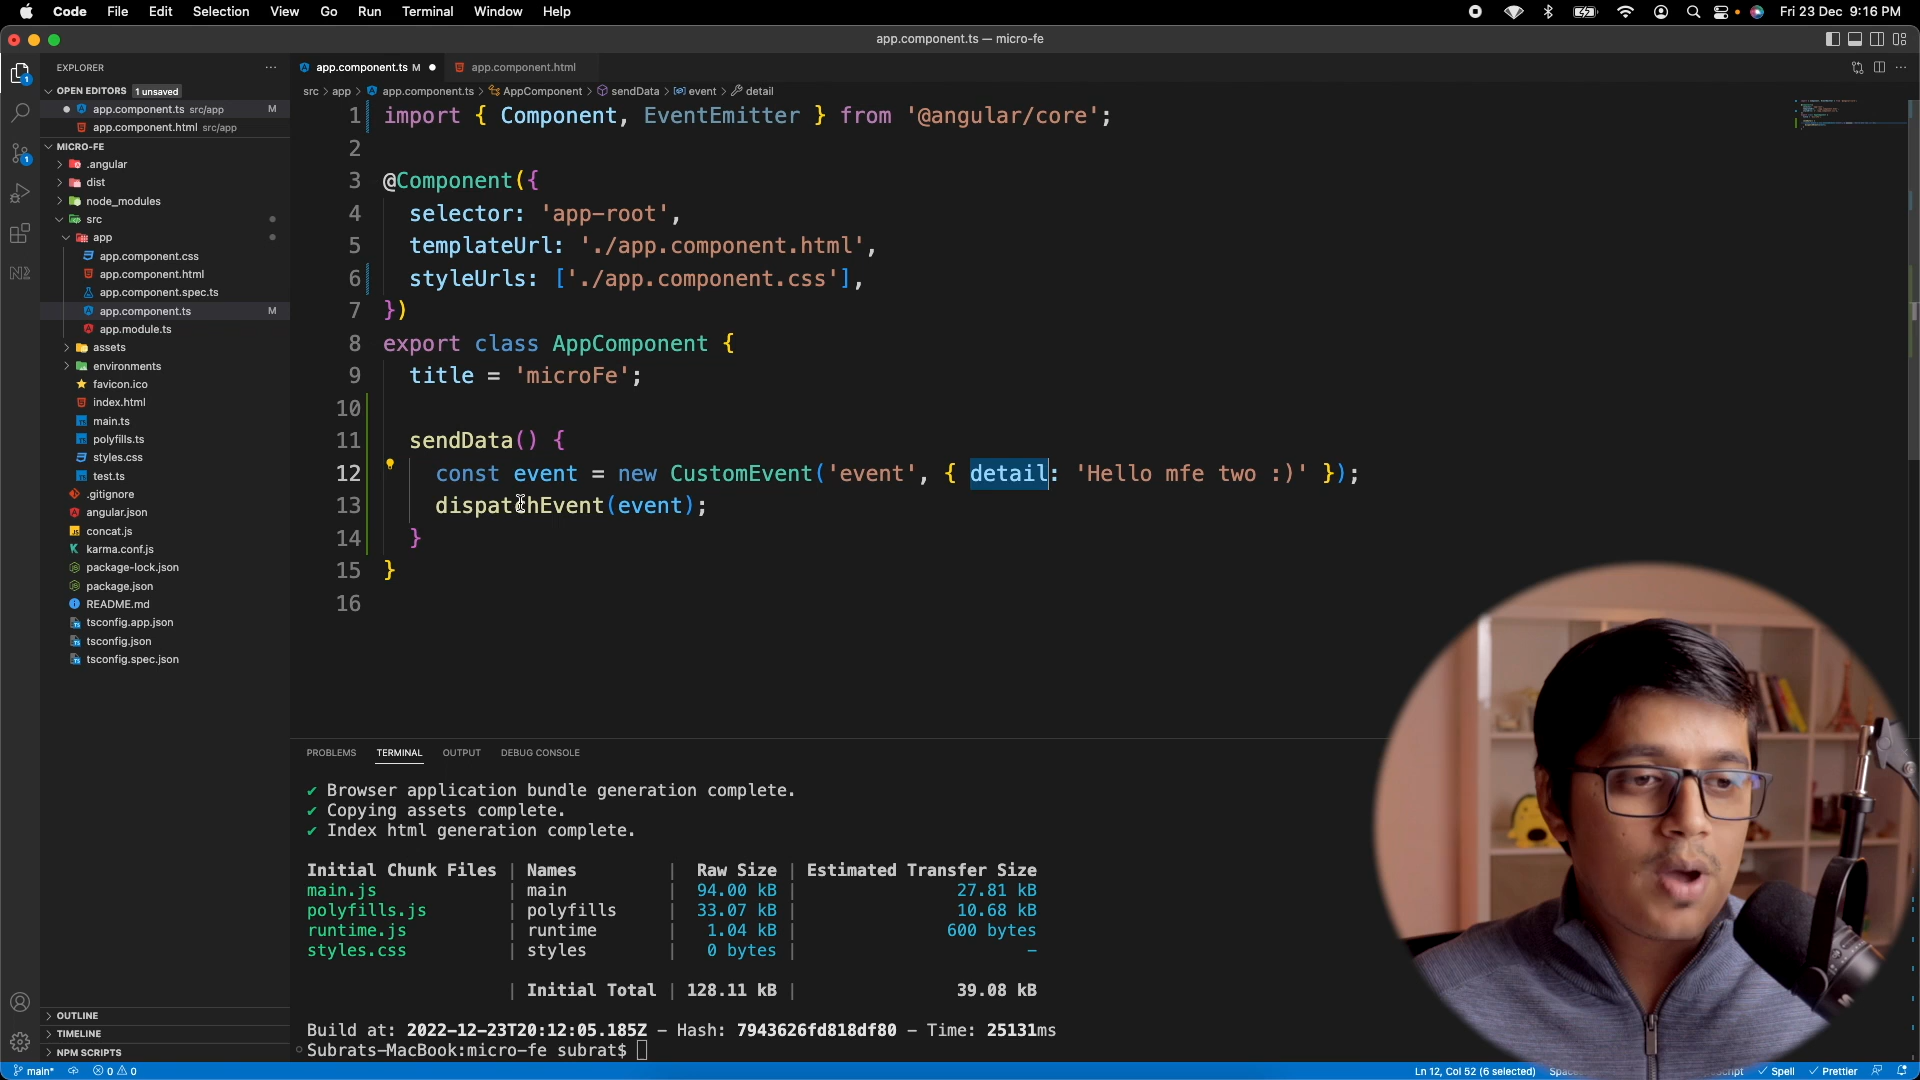 Code File Edit Selection View Go Run Terminal Window Help
Fri 23 Dec 9:16 PM
app.component.ts — micro-fe
EXPLORER
OPEN EDITORS 1 unsaved
app.component.ts src/app M
app.component.html src/app
MICRO-FE
.angular
dist
node_modules
src
app
app.component.css
app.component.html
app.component.spec.ts
app.component.ts M
app.module.ts
assets
environments
favicon.ico
index.html
main.ts
polyfills.ts
styles.css
test.ts
.gitignore
angular.json
concat.js
karma.conf.js
package-lock.json
package.json
README.md
tsconfig.app.json
tsconfig.json
tsconfig.spec.json
OUTLINE
TIMELINE
NPM SCRIPTS
app.component.ts M
app.component.html
src > app > app.component.ts > AppComponent > sendData > event > detail
1 import { Component, EventEmitter } from '@angular/core';
2
3 @Component({
4 selector: 'app-root',
5 templateUrl: './app.component.html',
6 styleUrls: ['./app.component.css'],
7 })
8 export class AppComponent {
9 title = 'microFe';
10
11 sendData() {
12 const event = new CustomEvent('event', { detail: 'Hello mfe two :)' });
13 dispatchEvent(event);
14 }
15 }
16
PROBLEMS TERMINAL OUTPUT DEBUG CONSOLE
✔ Browser application bundle generation complete.
✔ Copying assets complete.
✔ Index html generation complete.
Initial Chunk Files | Names | Raw Size | Estimated Transfer Size
main.js | main | 94.00 kB | 27.81 kB
polyfills.js | polyfills | 33.07 kB | 10.68 kB
runtime.js | runtime | 1.04 kB | 600 bytes
styles.css | styles | 0 bytes | -
| Initial Total | 128.11 kB | 39.08 kB
Build at: 2022-12-23T20:12:05.185Z - Hash: 7943626fd818df80 - Time: 25131ms
Subrats-MacBook:micro-fe subrat$
main* 0 0
Ln 12, Col 52 (6 selected) Spell Prettier